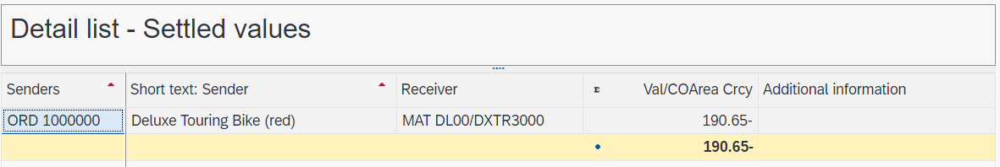 Detail list - Settled values
Senders Short text: Sender Receiver Σ Val/COArea Crcy Additional information
ORD 1000000 Deluxe Touring Bike (red) MAT DL00/DXTR3000 190.65-
190.65-